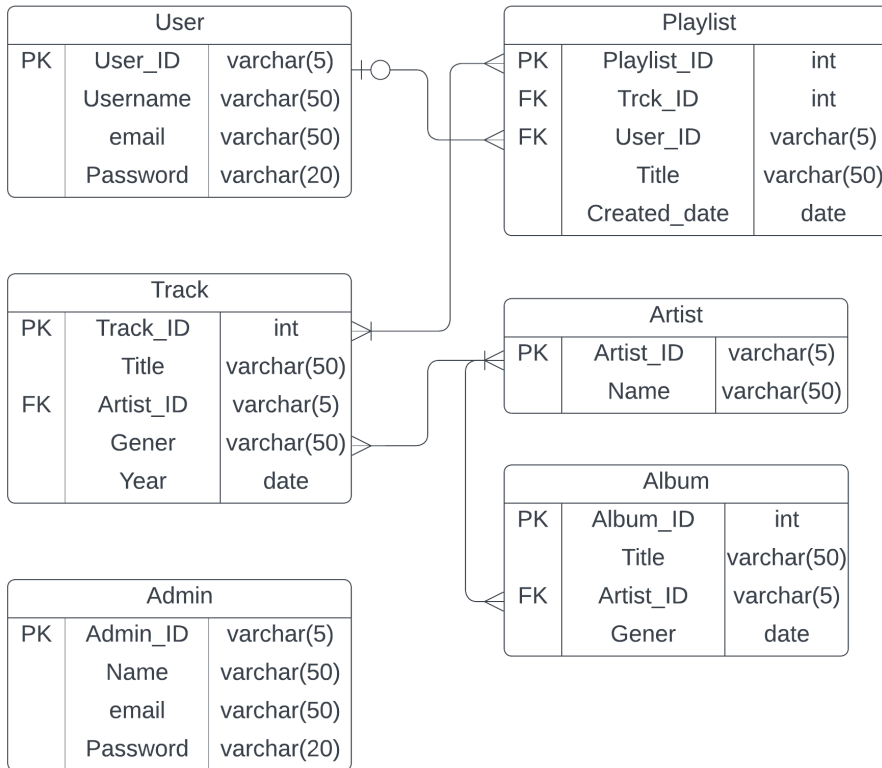 User
PK User_ID varchar(5)
Username varchar(50)
email varchar(50)
Password varchar(20)
Playlist
PK Playlist_ID int
FK Trck_ID int
FK User_ID varchar(5)
Title varchar(50)
Created_date date
Track
PK Track_ID int
Title varchar(50)
FK Artist_ID varchar(5)
Gener varchar(50)
Year date
Artist
PK Artist_ID varchar(5)
Name varchar(50)
Album
PK Album_ID int
Title varchar(50)
FK Artist_ID varchar(5)
Gener date
Admin
PK Admin_ID varchar(5)
Name varchar(50)
email varchar(50)
Password varchar(20)